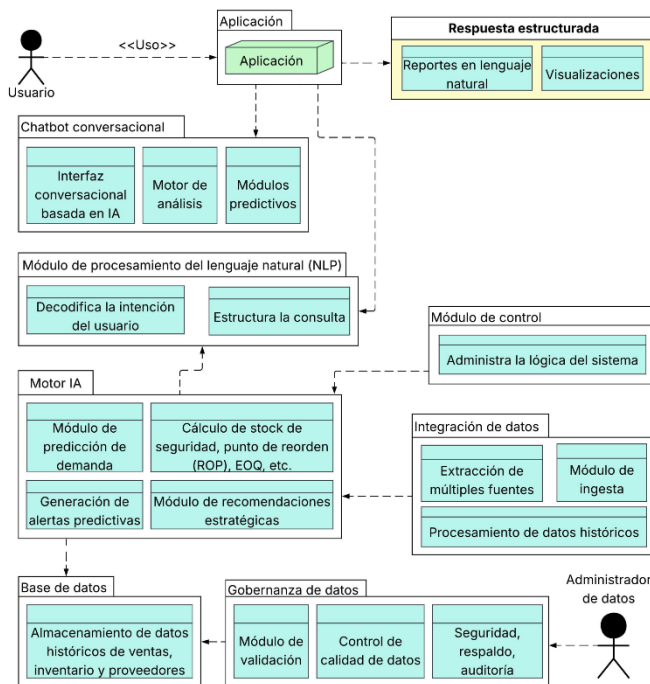 Aplicación
<<Uso>>
Aplicación
Usuario
Respuesta estructurada
Reportes en lenguaje
natural
Visualizaciones
Chatbot conversacional
Interfaz
conversacional
basada en IA
Motor de
análisis
Módulos
predictivos
Módulo de procesamiento del lenguaje natural (NLP)
Decodifica la intención
del usuario
Estructura la consulta
Módulo de control
Administra la lógica del sistema
Motor IA
Módulo de
predicción de
demanda
Cálculo de stock de
seguridad, punto de reorden
(ROP), EOQ, etc.
Generación de
alertas predictivas
Módulo de recomendaciones
estratégicas
Integración de datos
Extracción de
múltiples fuentes
Módulo de
ingesta
Procesamiento de datos históricos
Base de datos
Almacenamiento de datos
históricos de ventas,
inventario y proveedores
Gobernanza de datos
Módulo de
validación
Control de
calidad de datos
Seguridad,
respaldo,
auditoría
Administrador
de datos